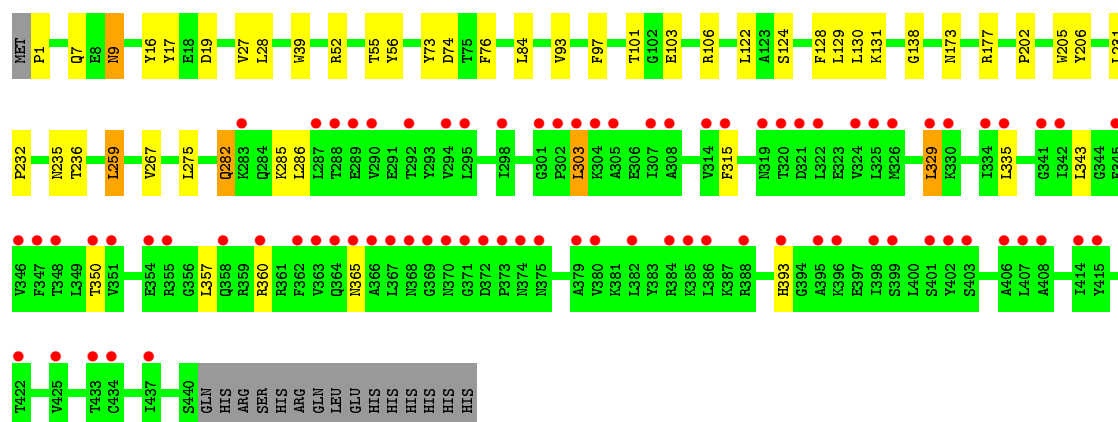 MET P1 Q7 E8 N9 Y16 Y17 E18 D19 V27 L28 W39 R52 T55 Y56 Y73 D74 T75 F76 L84 V93 F97 T101 G102 E103 R106 L122 A123 S124 F128 L129 L130 K131 G138 N173 R177 P202 W205 Y206
P232 N235 T236 L259 V267 L275 Q282 K283 Q284 K285 L286 L287 T288 E289 V290 E291 T292 Y293 V294 L295 I298 G301 P302 L303 K304 A305 E306 I307 A308 V314 F315 N319 T320 D321 L322 E323 V324 L325 M326 L329 K330 I334 L335 G341 I342 L343 G344
V346 F347 T348 L349 T350 V351 E354 R355 G356 L357 Q358 R359 R360 R361 F362 V363 Q364 N365 A366 L367 N368 G369 N370 G371 D372 P373 N374 N375 A379 V380 K381 L382 Y383 R384 K385 L386 K387 R388 H393 G394 A395 K396 E397 I398 S399 L400 S401 Y402 S403 A406 L407 A408 I414 Y415
T422 V425 T433 C434 I437 S440 GLN HIS ARG SER HIS ARG GLN LEU GLU HIS HIS HIS HIS HIS HIS